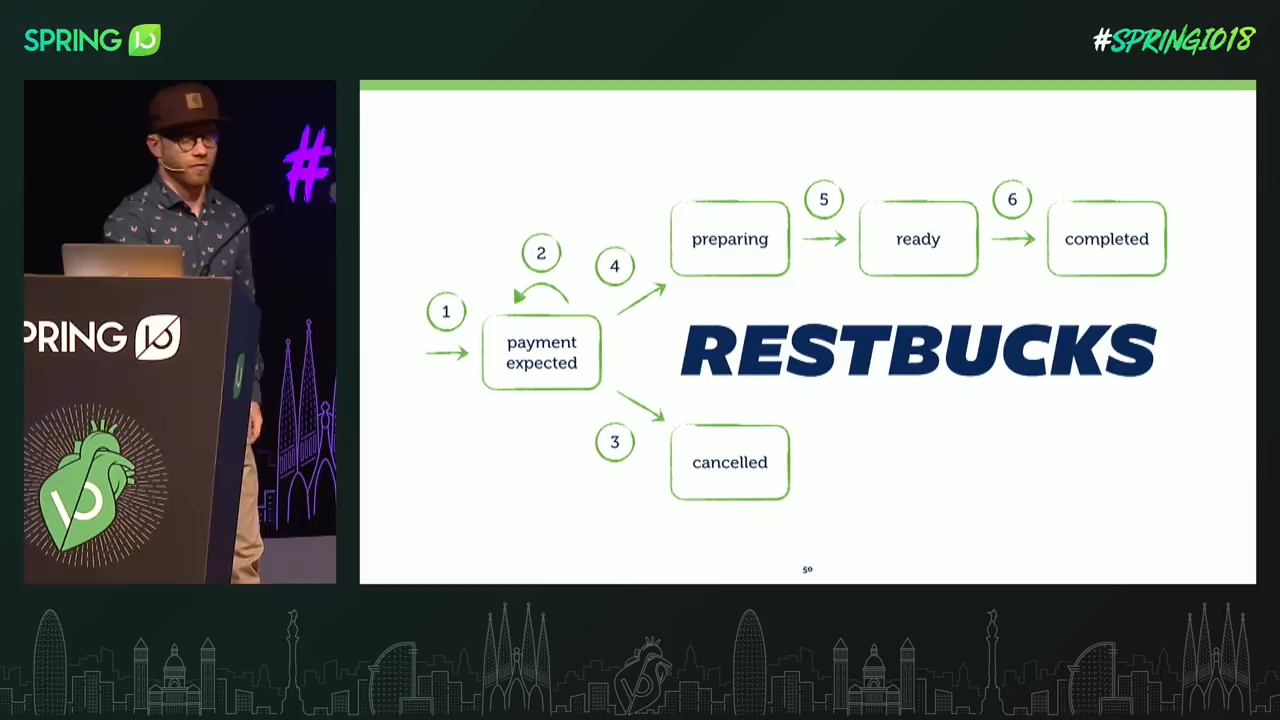 SPRING IO
#SPRINGIO18
#
PRING IO
IO
5
6
preparing
ready
completed
2
4
1
payment
expected
RESTBUCKS
3
cancelled
50